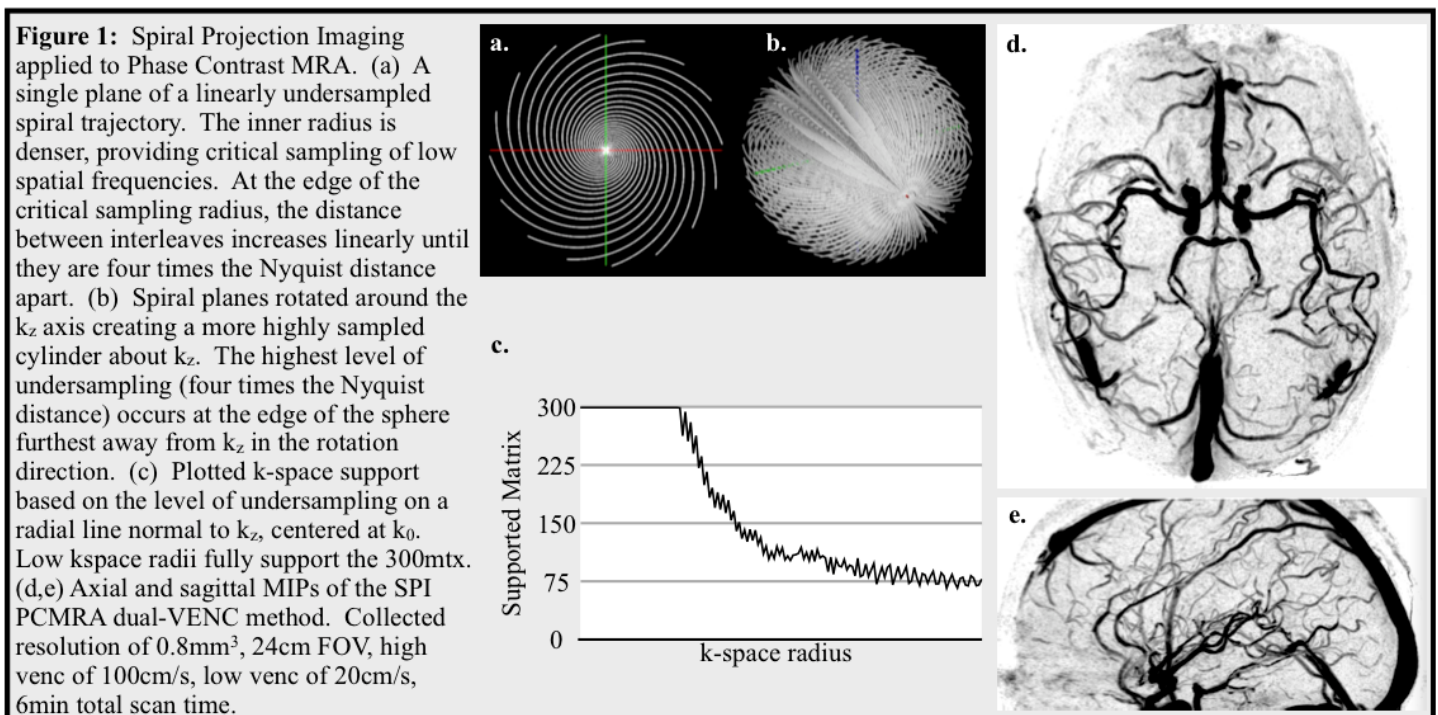 Figure 1: Spiral Projection Imaging
applied to Phase Contrast MRA. (a) A
single plane of a linearly undersampled
spiral trajectory. The inner radius is
denser, providing critical sampling of low
spatial frequencies. At the edge of the
critical sampling radius, the distance
between interleaves increases linearly until
they are four times the Nyquist distance
apart. (b) Spiral planes rotated around the
kz axis creating a more highly sampled
cylinder about kz. The highest level of
undersampling (four times the Nyquist
distance) occurs at the edge of the sphere
furthest away from kz in the rotation
direction. (c) Plotted k-space support
based on the level of undersampling on a
radial line normal to kz, centered at k0.
Low kspace radii fully support the 300mtx.
(d,e) Axial and sagittal MIPs of the SPI
PCMRA dual-VENC method. Collected
resolution of 0.8mm³, 24cm FOV, high
venc of 100cm/s, low venc of 20cm/s,
6min total scan time.
a.
b.
c.
Supported Matrix
300
225
150
75
0
k-space radius
d.
e.